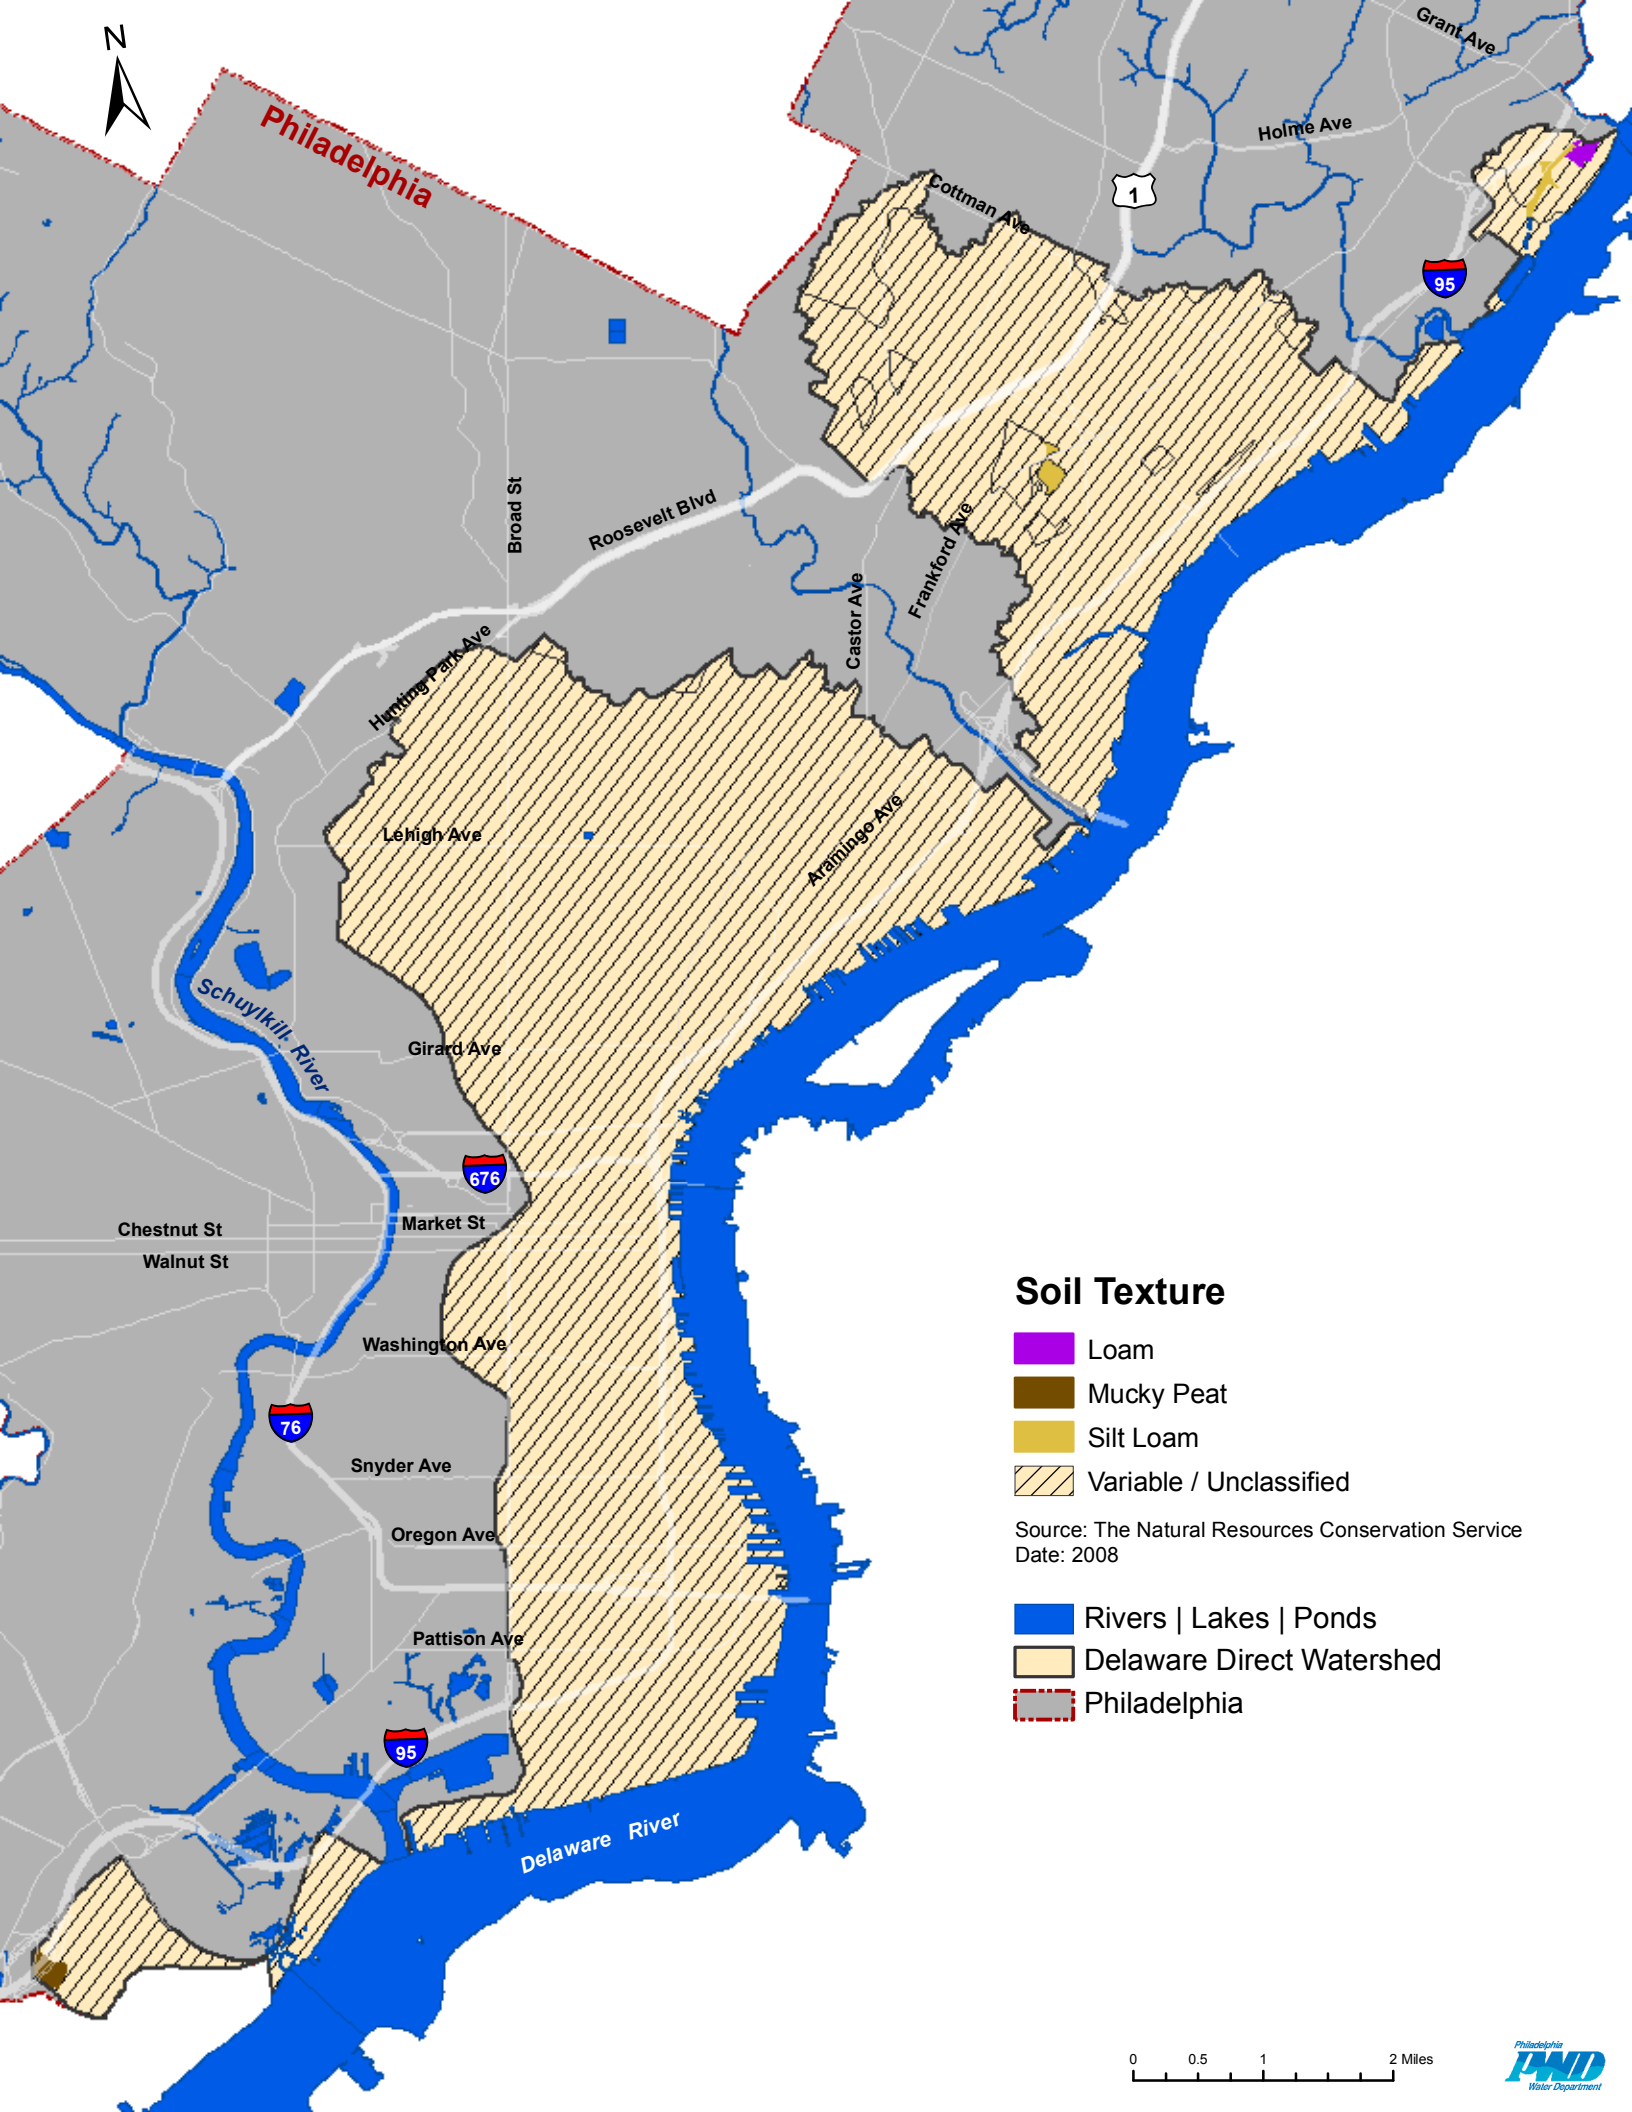 N
Grant Ave
Philadelphia
Holme Ave
Cottman Ave
1
95
Broad St
Roosevelt Blvd
Frankford Ave
Castor Ave
Hunting Park Ave
Lehigh Ave
Aramingo Ave
Schuylkill River
Girard Ave
676
Chestnut St
Market St
Walnut St
Washington Ave
76
Snyder Ave
Oregon Ave
Pattison Ave
95
Delaware River
Soil Texture
Loam
Mucky Peat
Silt Loam
Variable / Unclassified
Source: The Natural Resources Conservation Service
Date: 2008
Rivers | Lakes | Ponds
Delaware Direct Watershed
Philadelphia
0 0.5 1 2 Miles
Philadelphia
PWD
Water Department